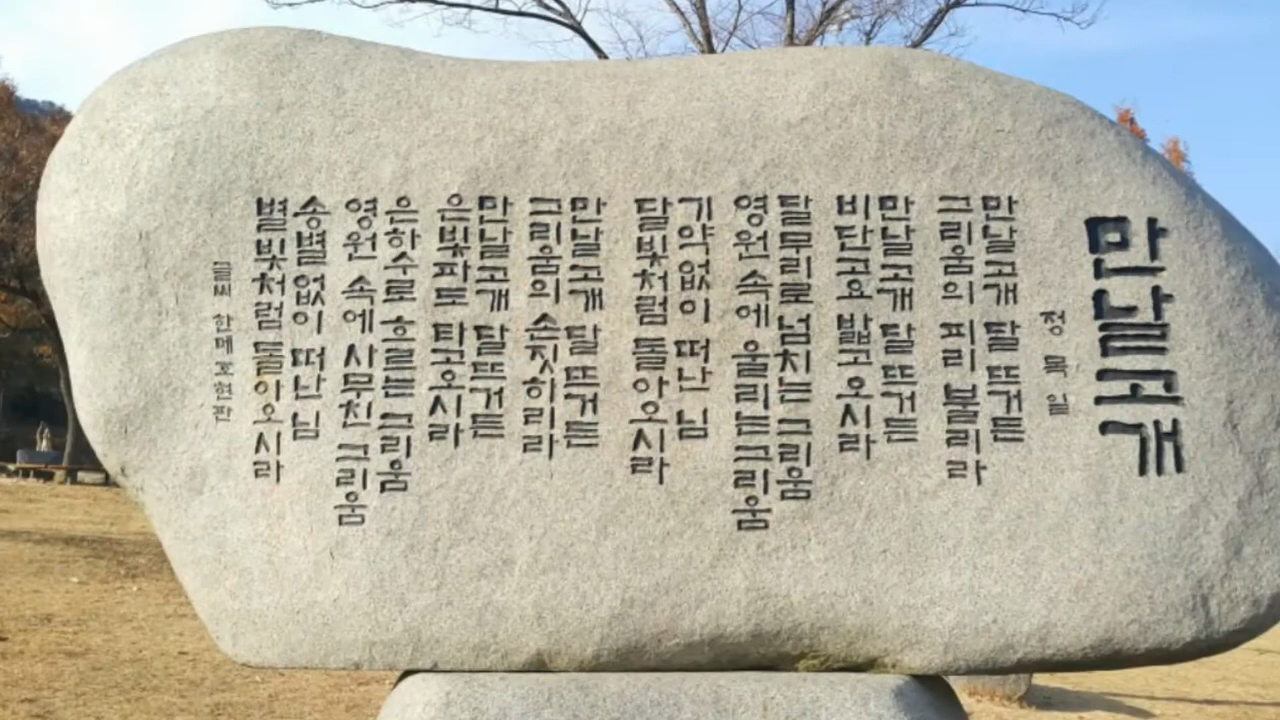 만날고개
정목일
만날고개 달 뜨거든
그리움의 피리 불리라
만날고개 달 뜨거든
비단고요 밟고 오시라
달무리로 넘치는 그리움
영원 속에 울리는 그리움
기약없이 떠난 님
달빛처럼 돌아오시라
만날고개 달 뜨거든
그리움의 손짓하리라
만날고개 달뜨거든
은빛파도 타고오시라
은하수로 흐르는 그리움
영원 속에 사무친 그리움
송별 없이 떠난 님
별빛처럼 돌아오시라
글씨 한메 조현판